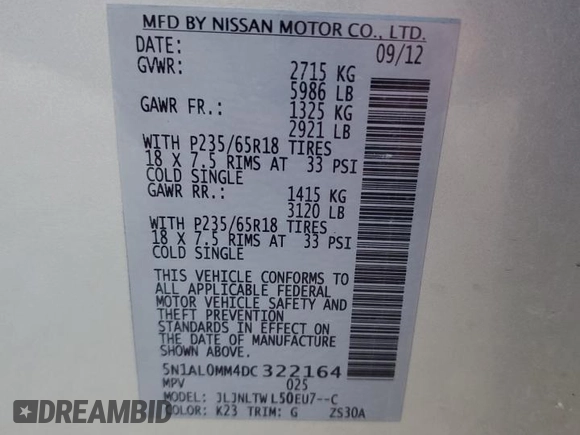 MFD BY NISSAN MOTOR CO., LTD.
DATE: 09/12
GVWR: 2715 KG
5986 LB
GAWR FR.: 1325 KG
2921 LB
WITH P235/65R18 TIRES
18 X 7.5 RIMS AT 33 PSI
COLD SINGLE
GAWR RR.: 1415 KG
3120 LB
WITH P235/65R18 TIRES
18 X 7.5 RIMS AT 33 PSI
COLD SINGLE
THIS VEHICLE CONFORMS TO
ALL APPLICABLE FEDERAL
MOTOR VEHICLE SAFETY AND
THEFT PREVENTION
STANDARDS IN EFFECT ON
THE DATE OF MANUFACTURE
SHOWN ABOVE.
5N1AL0MM4DC322164
MPV 025
MODEL: JLJNLTW L50EU7--C
COLOR: K23 TRIM: G ZS30A
DREAMBID